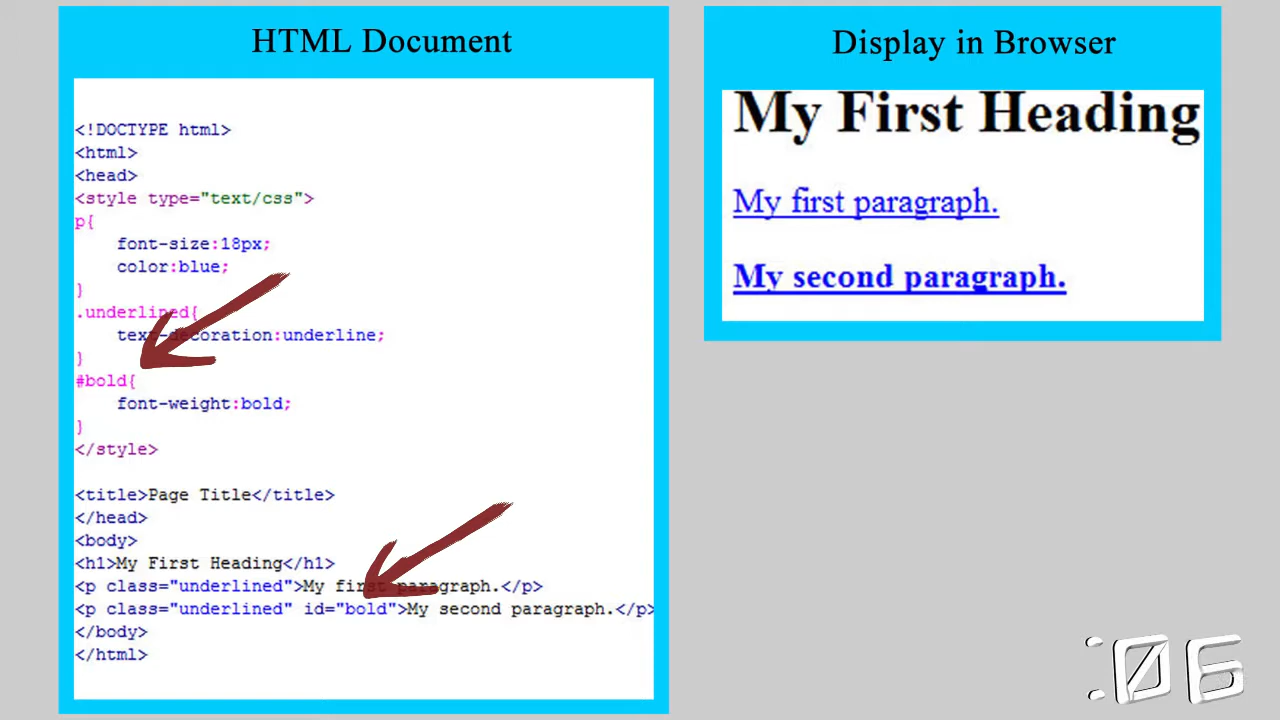 HTML Document
<!DOCTYPE html>
<html>
<head>
<style type="text/css">
p{
font-size:18px;
color:blue;
}
.underlined{
text-decoration:underline;
}
#bold{
font-weight:bold;
}
</style>
<title>Page Title</title>
</head>
<body>
<h1>My First Heading</h1>
<p class="underlined">My first paragraph.</p>
<p class="underlined" id="bold">My second paragraph.</p>
</body>
</html>
Display in Browser
My First Heading
My first paragraph.
My second paragraph.
:06